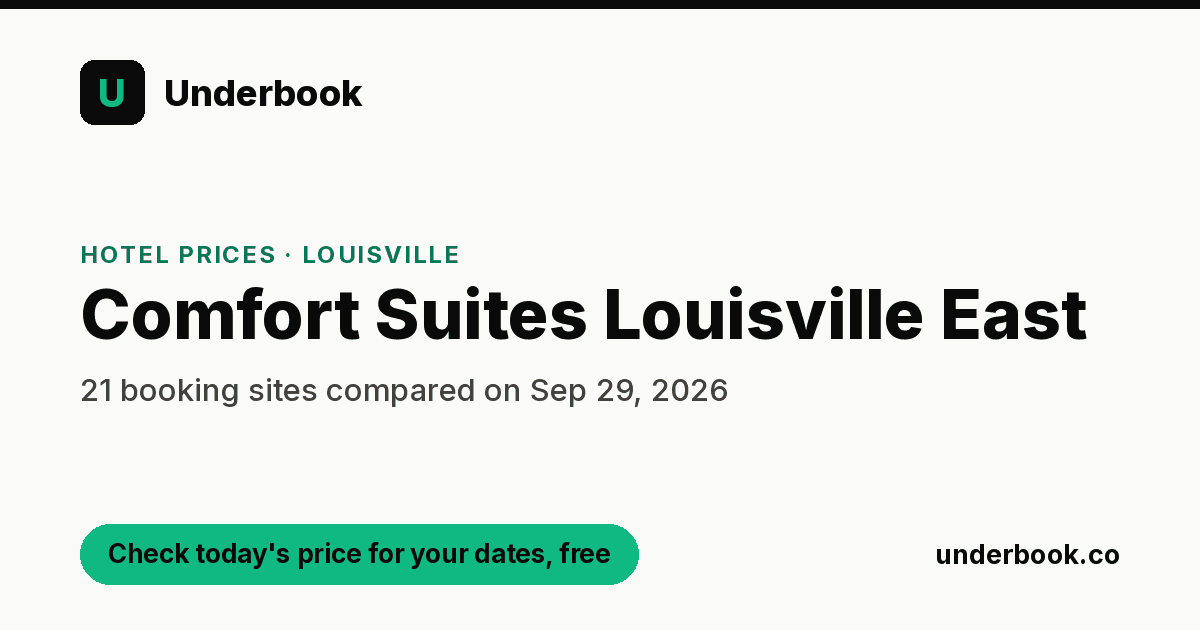 U Underbook
HOTEL PRICES · LOUISVILLE
Comfort Suites Louisville East
21 booking sites compared on Sep 29, 2026
Check today's price for your dates, free
underbook.co